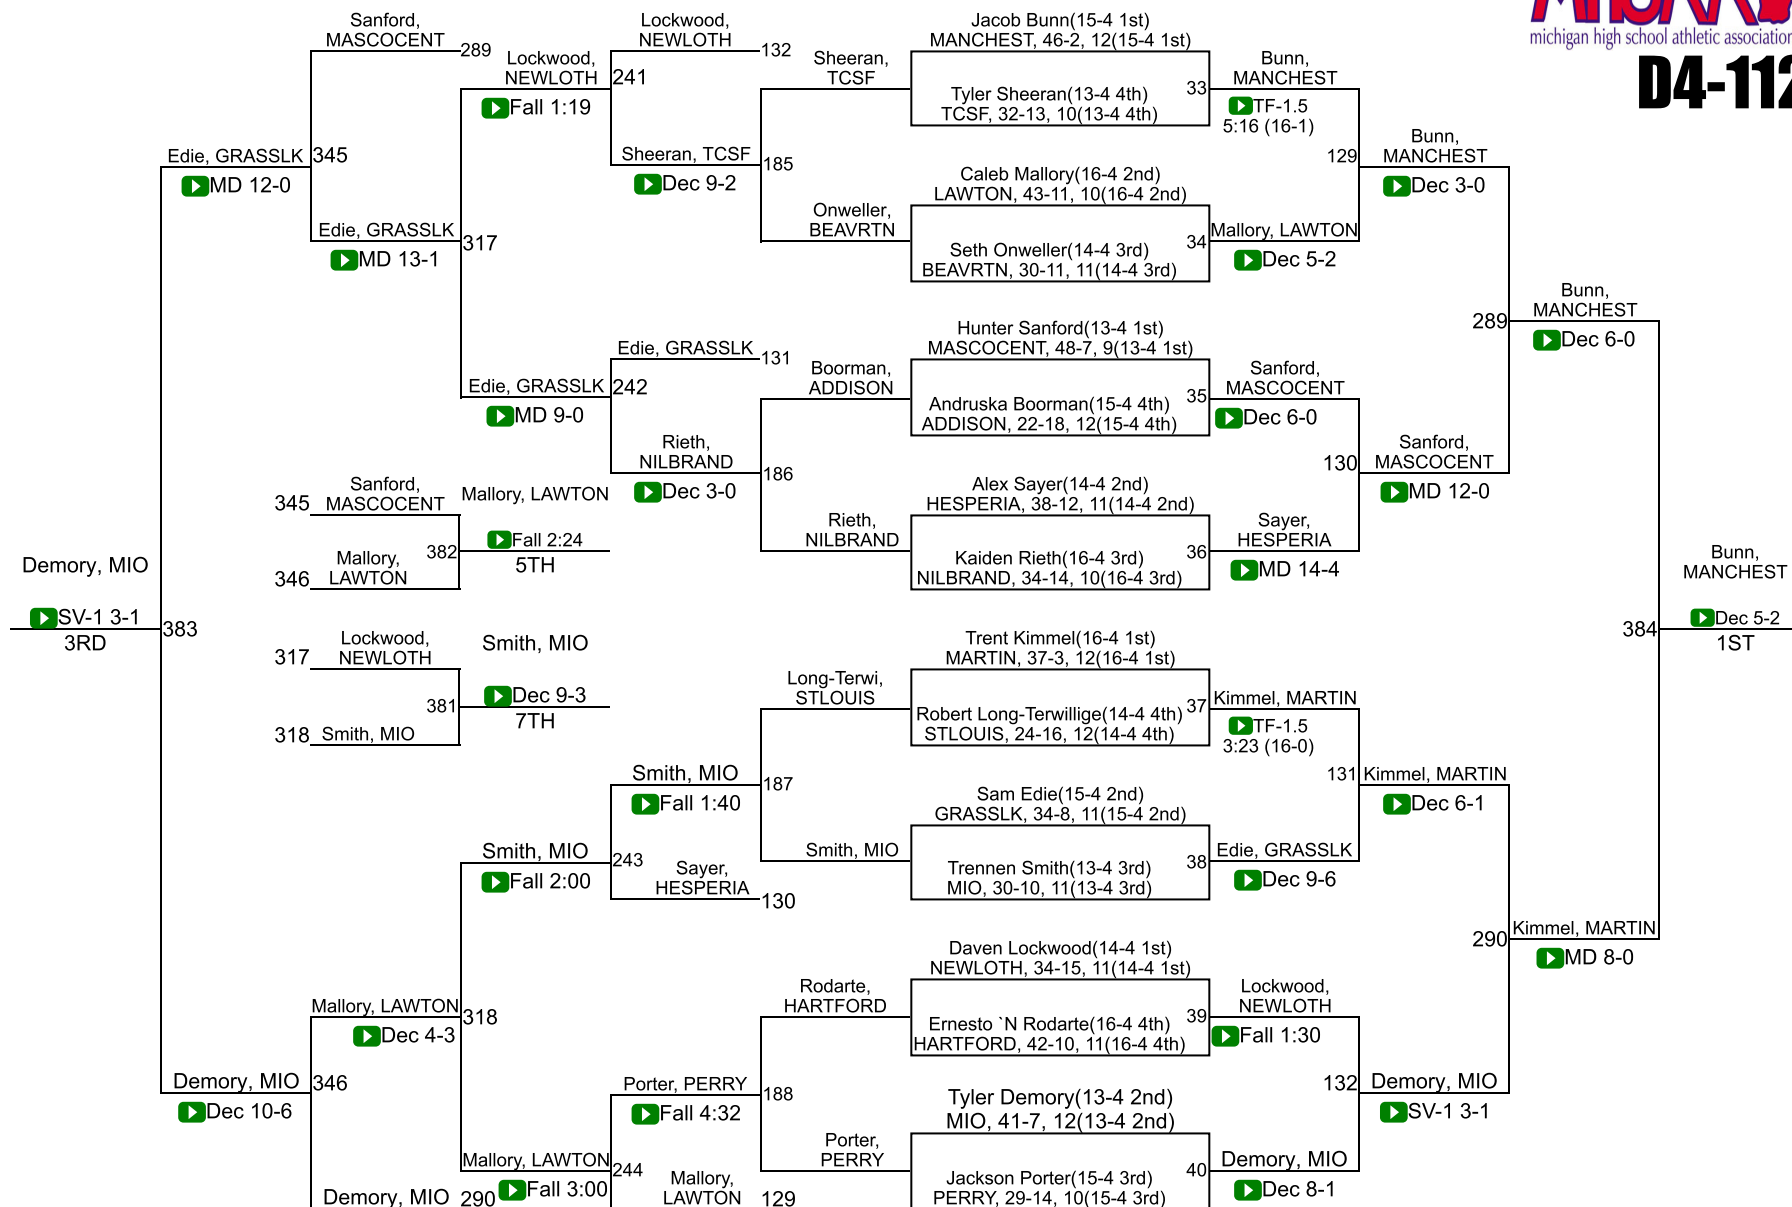 MHSAA
michigan high school athletic association
D4-112
Sanford,
MASCOCENT
289
Edie, GRASSLK
MD 12-0
345
Edie, GRASSLK
MD 13-1
317
Lockwood,
NEWLOTH
Fall 1:19
241
Lockwood,
NEWLOTH
132
Sheeran, TCSF
Dec 9-2
185
Sheeran,
TCSF
Onweller,
BEAVRTN
Edie, GRASSLK
131
Edie, GRASSLK
MD 9-0
242
Rieth,
NILBRAND
Dec 3-0
186
Boorman,
ADDISON
Rieth,
NILBRAND
345
Sanford,
MASCOCENT
346
Mallory,
LAWTON
382
Mallory, LAWTON
Fall 2:24
5TH
Demory, MIO
SV-1 3-1
3RD
383
317
Lockwood,
NEWLOTH
318 Smith, MIO
381
Smith, MIO
Dec 9-3
7TH
Long-Terwi,
STLOUIS
Smith, MIO
Fall 1:40
187
Smith, MIO
Smith, MIO
Fall 2:00
243
Sayer,
HESPERIA
130
Mallory, LAWTON
Dec 4-3
318
Demory, MIO
Dec 10-6
346
Rodarte,
HARTFORD
Porter, PERRY
Fall 4:32
188
Porter,
PERRY
Mallory, LAWTON
Fall 3:00
244
Mallory,
LAWTON
129
Demory, MIO
290
Jacob Bunn(15-4 1st)
MANCHEST, 46-2, 12(15-4 1st)
Tyler Sheeran(13-4 4th)
TCSF, 32-13, 10(13-4 4th)
33
Bunn,
MANCHEST
TF-1.5
5:16 (16-1)
Caleb Mallory(16-4 2nd)
LAWTON, 43-11, 10(16-4 2nd)
Seth Onweller(14-4 3rd)
BEAVRTN, 30-11, 11(14-4 3rd)
34
Mallory, LAWTON
Dec 5-2
129
Bunn,
MANCHEST
Dec 3-0
Hunter Sanford(13-4 1st)
MASCOCENT, 48-7, 9(13-4 1st)
Andruska Boorman(15-4 4th)
ADDISON, 22-18, 12(15-4 4th)
35
Sanford,
MASCOCENT
Dec 6-0
Alex Sayer(14-4 2nd)
HESPERIA, 38-12, 11(14-4 2nd)
Kaiden Rieth(16-4 3rd)
NILBRAND, 34-14, 10(16-4 3rd)
36
Sayer,
HESPERIA
MD 14-4
130
Sanford,
MASCOCENT
MD 12-0
289
Bunn,
MANCHEST
Dec 6-0
Trent Kimmel(16-4 1st)
MARTIN, 37-3, 12(16-4 1st)
Robert Long-Terwillige(14-4 4th)
STLOUIS, 24-16, 12(14-4 4th)
37
Kimmel, MARTIN
TF-1.5
3:23 (16-0)
Sam Edie(15-4 2nd)
GRASSLK, 34-8, 11(15-4 2nd)
Trennen Smith(13-4 3rd)
MIO, 30-10, 11(13-4 3rd)
38
Edie, GRASSLK
Dec 9-6
131
Kimmel, MARTIN
Dec 6-1
Daven Lockwood(14-4 1st)
NEWLOTH, 34-15, 11(14-4 1st)
Ernesto `N Rodarte(16-4 4th)
HARTFORD, 42-10, 11(16-4 4th)
39
Lockwood,
NEWLOTH
Fall 1:30
Tyler Demory(13-4 2nd)
MIO, 41-7, 12(13-4 2nd)
Jackson Porter(15-4 3rd)
PERRY, 29-14, 10(15-4 3rd)
40
Demory, MIO
Dec 8-1
132
Demory, MIO
SV-1 3-1
290
Kimmel, MARTIN
MD 8-0
384
Bunn,
MANCHEST
Dec 5-2
1ST